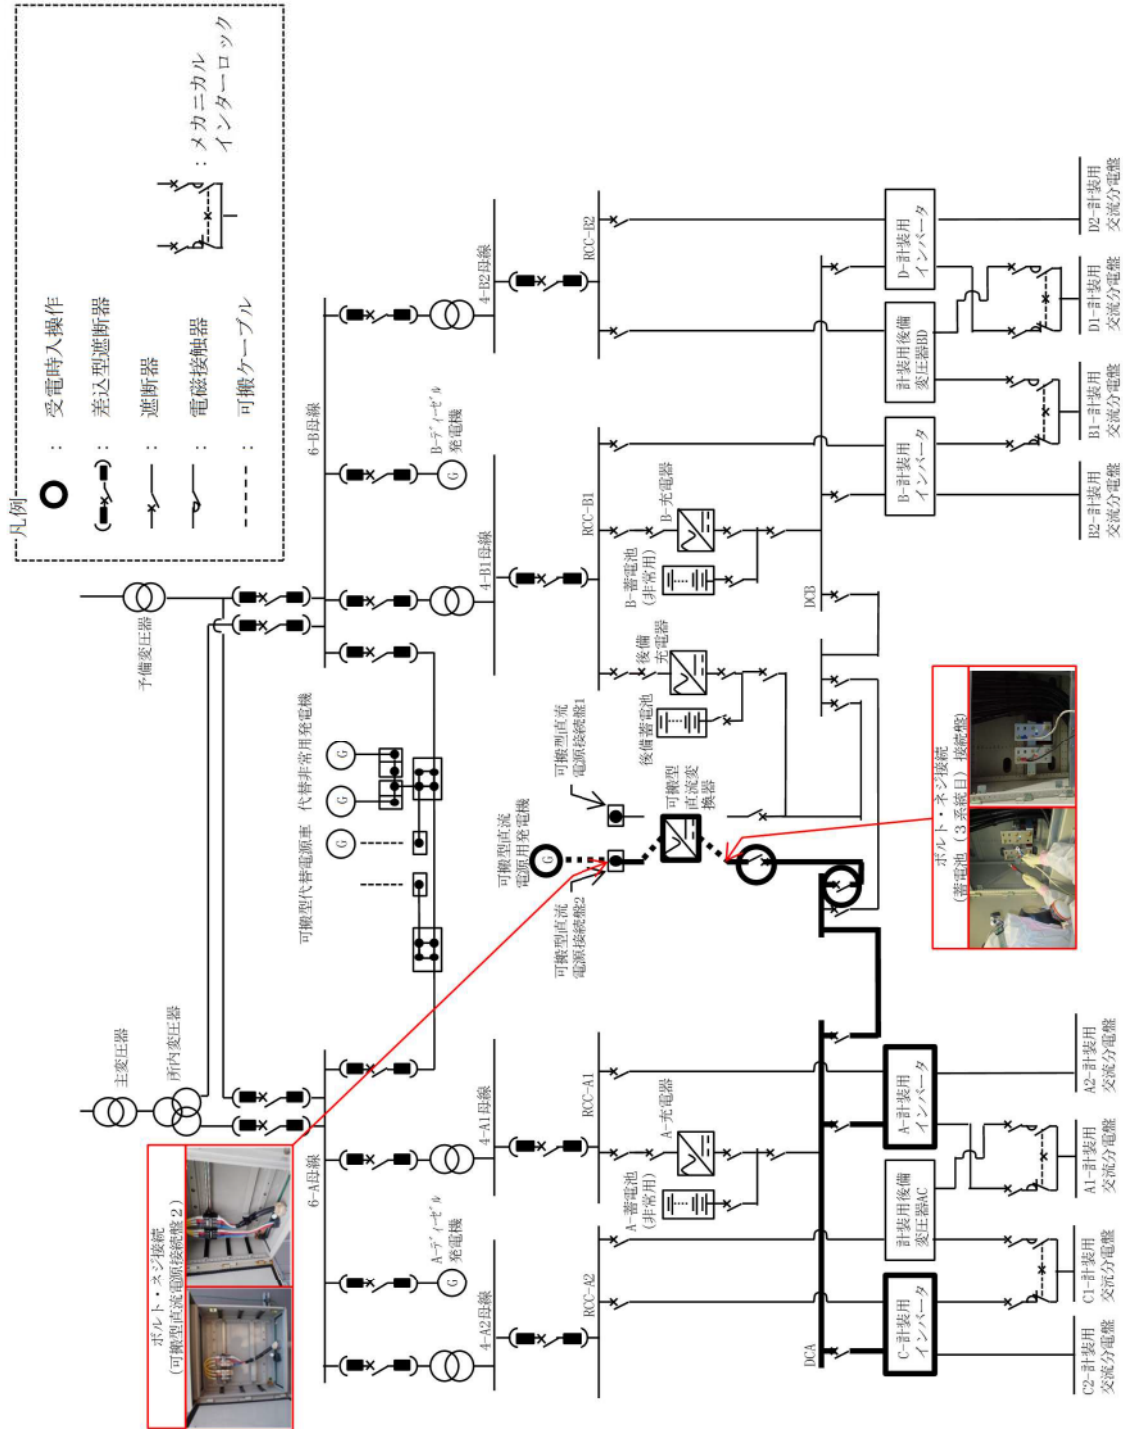 凡例
： 受電時入操作
： 差込型遮断器
： 遮断器
： 電磁接触器
： 可搬ケーブル
： メカニカル
インターロック
主変圧器
所内変圧器
予備変圧器
6-A母線
6-B母線
A-ディーゼル
発電機
G
B-ディーゼル
発電機
G
可搬型代替電源車
G
代替非常用発電機
G
G
4-A2母線
4-A1母線
4-B1母線
4-B2母線
RCC-A2
RCC-A1
RCC-B1
RCC-B2
A-蓄電池
(非常用)
A-充電器
可搬型直流
電源用発電機
G
可搬型直流
電源接続盤2
可搬型直流
電源接続盤1
可搬型
直流変
換器
後備蓄電池
後備
充電器
B-蓄電池
(非常用)
B-充電器
DCA
DCB
C-計装用
インバータ
計装用後備
変圧器AC
A-計装用
インバータ
B-計装用
インバータ
計装用後備
変圧器BD
D-計装用
インバータ
C2-計装用
交流分電盤
C1-計装用
交流分電盤
A1-計装用
交流分電盤
A2-計装用
交流分電盤
B2-計装用
交流分電盤
B1-計装用
交流分電盤
D1-計装用
交流分電盤
D2-計装用
交流分電盤
ボルト・ネジ接続
(可搬型直流電源接続盤２)
ボルト・ネジ接続
(蓄電池（３系統目）接続盤)